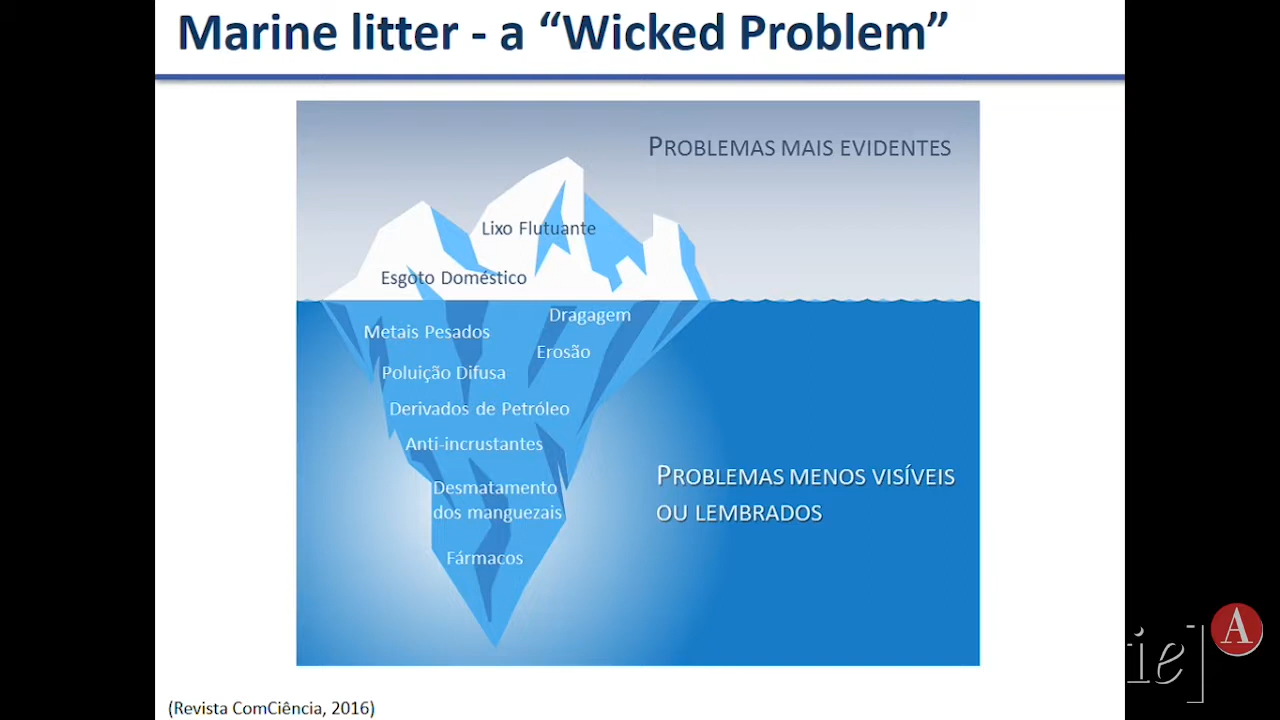 Marine litter - a “Wicked Problem”
PROBLEMAS MAIS EVIDENTES
Lixo Flutuante
Esgoto Doméstico
Dragagem
Metais Pesados
Erosão
Poluição Difusa
Derivados de Petróleo
Anti-incrustantes
PROBLEMAS MENOS VISÍVEIS
OU LEMBRADOS
Desmatamento
dos manguezais
Fármacos
(Revista ComCiência, 2016)
ie]A